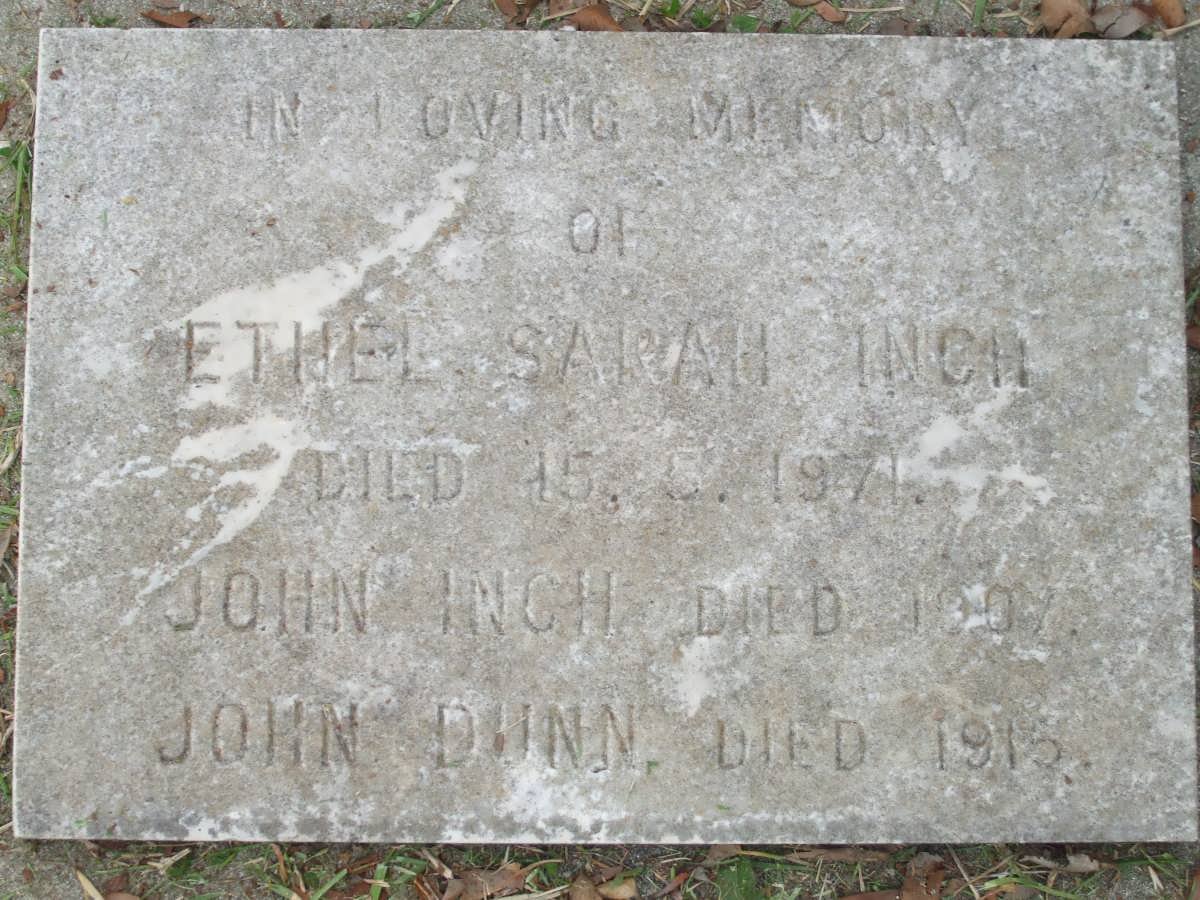 IN LOVING MEMORY
OF
ETHEL SARAH INCH
DIED 15. 5. 1971.
JOHN INCH DIED 1907.
JOHN DUNN DIED 1915.